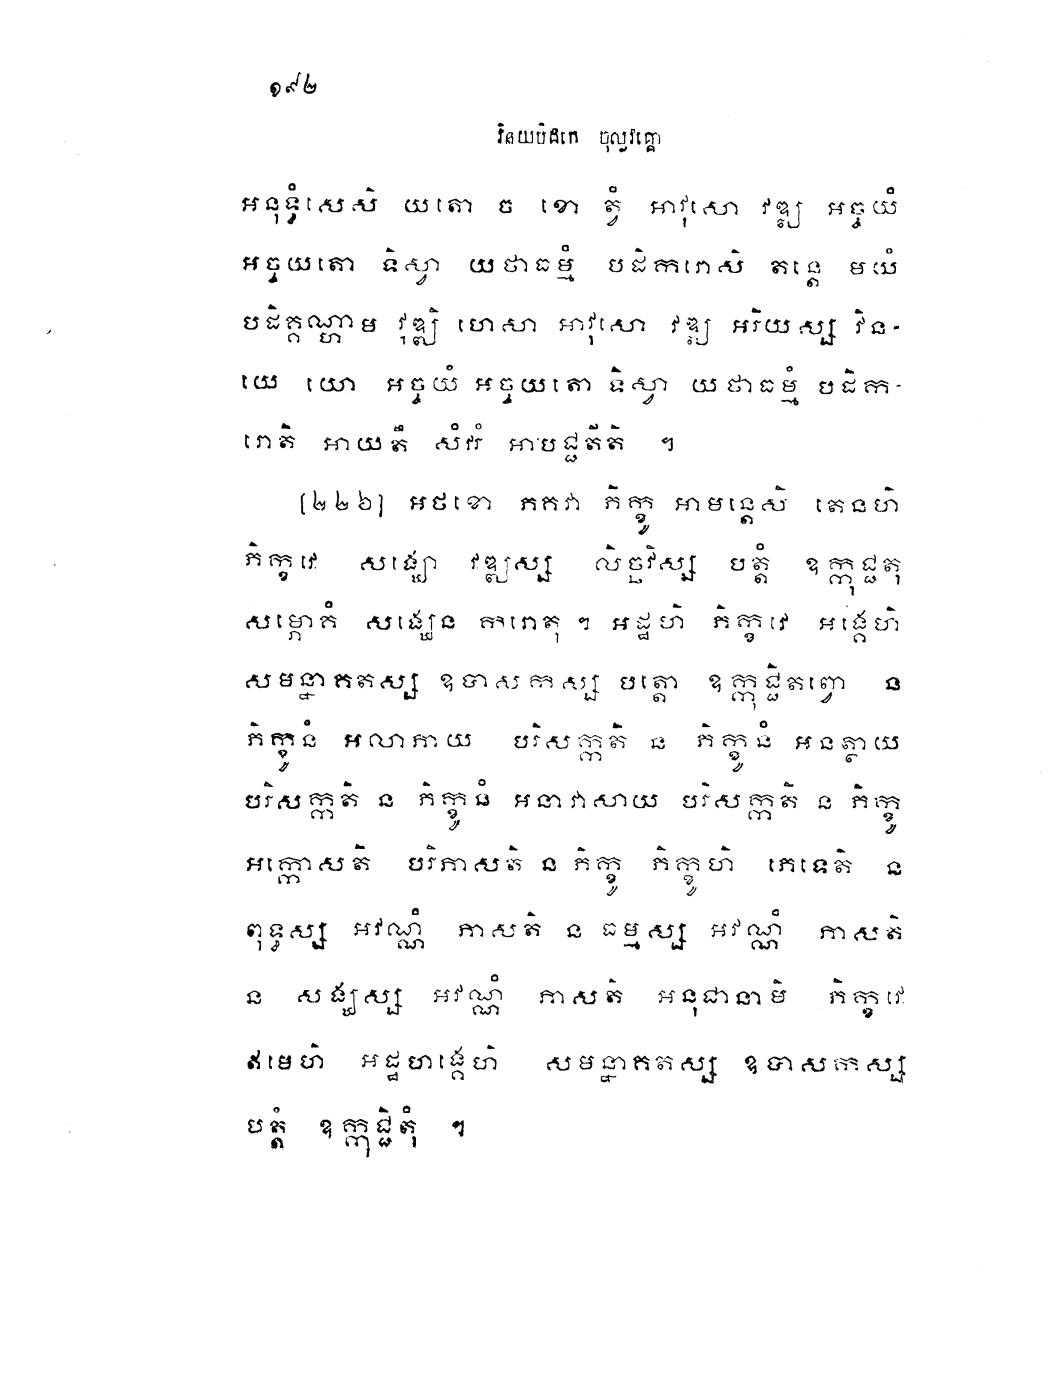 ១៩២
វិនយបិដកេ ចុល្លវគ្គោ
អនុទ្ធំសេសិ យតោ ច ខោ ត្វំ អាវុសោ វឌ្ឍ អច្ចយំ
អច្ចយតោ ទិស្វា យថាធម្មំ បដិករោសិ តន្តេ មយំ
បដិគ្គណ្ហាម វុឌ្ឍិ ហេសា អាវុសោ វឌ្ឍ អរិយស្ស វិន-
យេ យោ អច្ចយំ អច្ចយតោ ទិស្វា យថាធម្មំ បដិក-
រោតិ អាយតឹ សំវរំ អាបជ្ជតីតិ ។
[២២៦] អថខោ ភគវា ភិក្ខូ អាមន្តេសិ តេនហិ
ភិក្ខវេ សង្ឃោ វឌ្ឍស្ស លិច្ឆវិស្ស បត្តំ ឧក្កុជ្ជតុ
សម្ភោគំ សង្ឃេន ការោតុ ។ អដ្ឋហិ ភិក្ខវេ អង្គេហិ
សមន្នាគតស្ស ឧបាសកស្ស បត្តោ ឧក្កុជ្ជិតព្វោ ន
ភិក្ខូនំ អលាភាយ បរិសក្កតិ ន ភិក្ខូនំ អនត្ថាយ
បរិសក្កតិ ន ភិក្ខូនំ អនាវាសាយ បរិសក្កតិ ន ភិក្ខូ
អក្កោសតិ បរិភាសតិ ន ភិក្ខូ ភិក្ខូហិ ភេទេតិ ន
ពុទ្ធស្ស អវណ្ណំ ភាសតិ ន ធម្មស្ស អវណ្ណំ ភាសតិ
ន សង្ឃស្ស អវណ្ណំ ភាសតិ អនុជានាមិ ភិក្ខវេ
ឥមេហិ អដ្ឋហង្គេហិ សមន្នាគតស្ស ឧបាសកស្ស
បត្តំ ឧក្កុជ្ជិតុំ ។